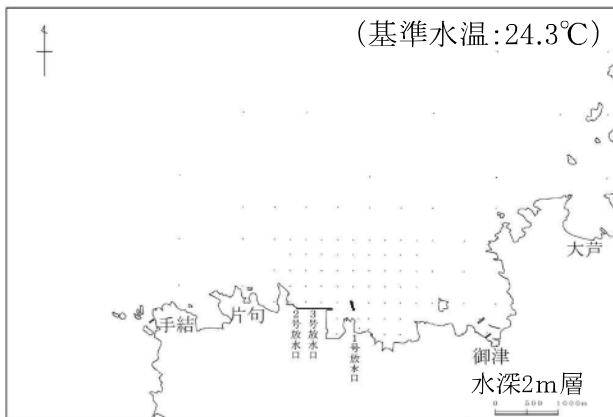 (基準水温:24.3℃)
大芦
手結
片句
2号放水口
3号放水口
1号放水口
御津
水深2m層
0 500 1000m